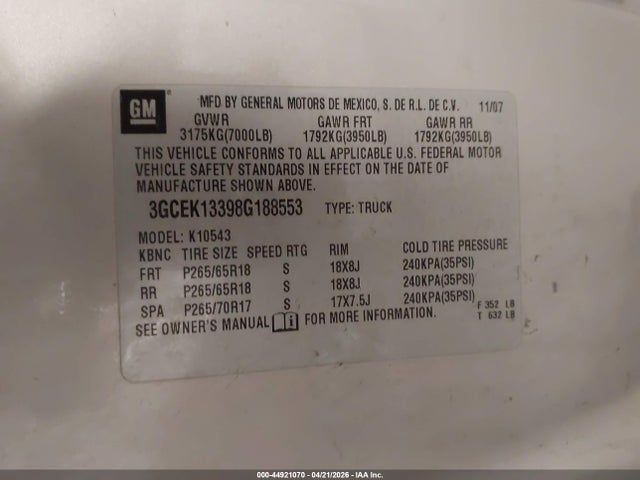 GM
MFD BY GENERAL MOTORS DE MEXICO, S. DE R.L. DE C.V. 11/07
GVWR GAWR FRT GAWR RR
3175KG(7000LB) 1792KG(3950LB) 1792KG(3950LB)
THIS VEHICLE CONFORMS TO ALL APPLICABLE U.S. FEDERAL MOTOR
VEHICLE SAFETY STANDARDS IN EFFECT ON THE DATE OF
MANUFACTURE SHOWN ABOVE.
3GCEK13398G188553 TYPE: TRUCK
MODEL: K10543
KBNC TIRE SIZE SPEED RTG RIM COLD TIRE PRESSURE
FRT P265/65R18 S 18X8J 240KPA(35PSI)
RR P265/65R18 S 18X8J 240KPA(35PSI)
SPA P265/70R17 S 17X7.5J 240KPA(35PSI)
F 352 LB
SEE OWNER'S MANUAL FOR MORE INFORMATION. T 632 LB
000-44921070 - 04/21/2026 - IAA Inc.